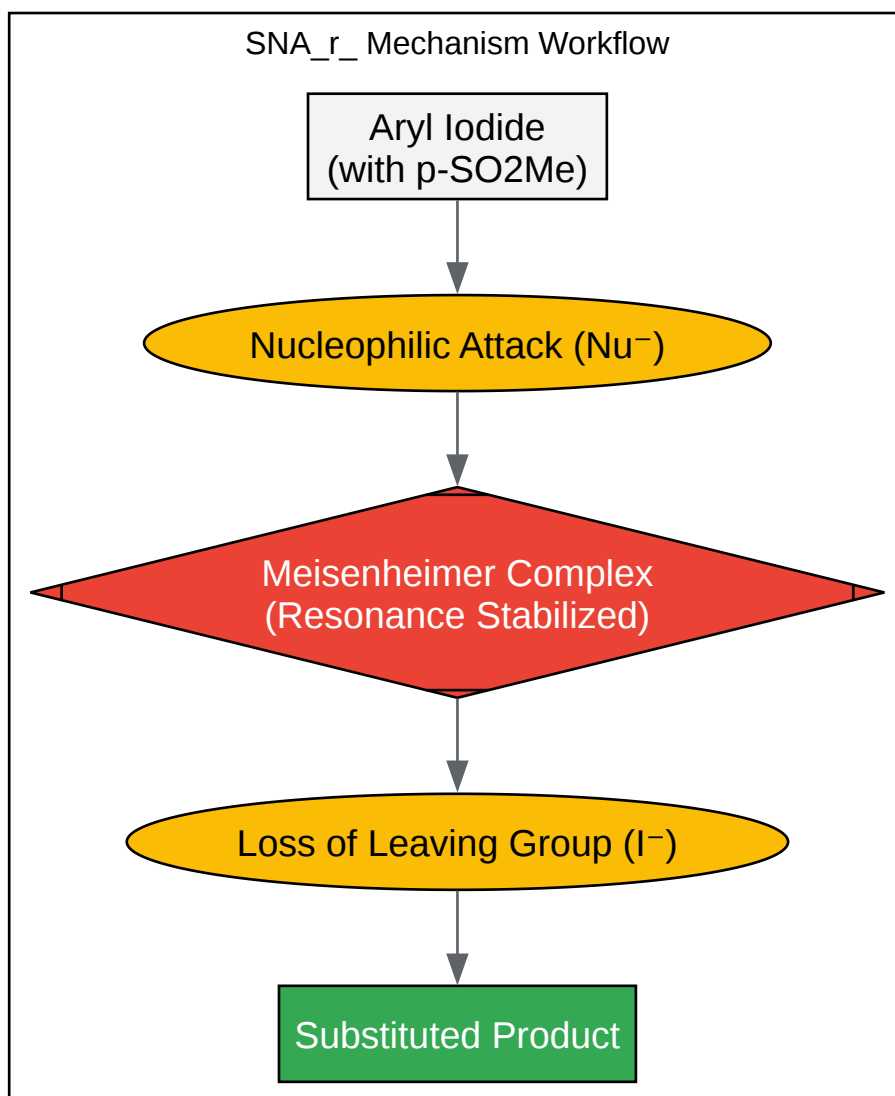 SNA_r_ Mechanism Workflow
Aryl Iodide
(with p-SO2Me)
Nucleophilic Attack (Nu⁻)
Meisenheimer Complex
(Resonance Stabilized)
Loss of Leaving Group (I⁻)
Substituted Product